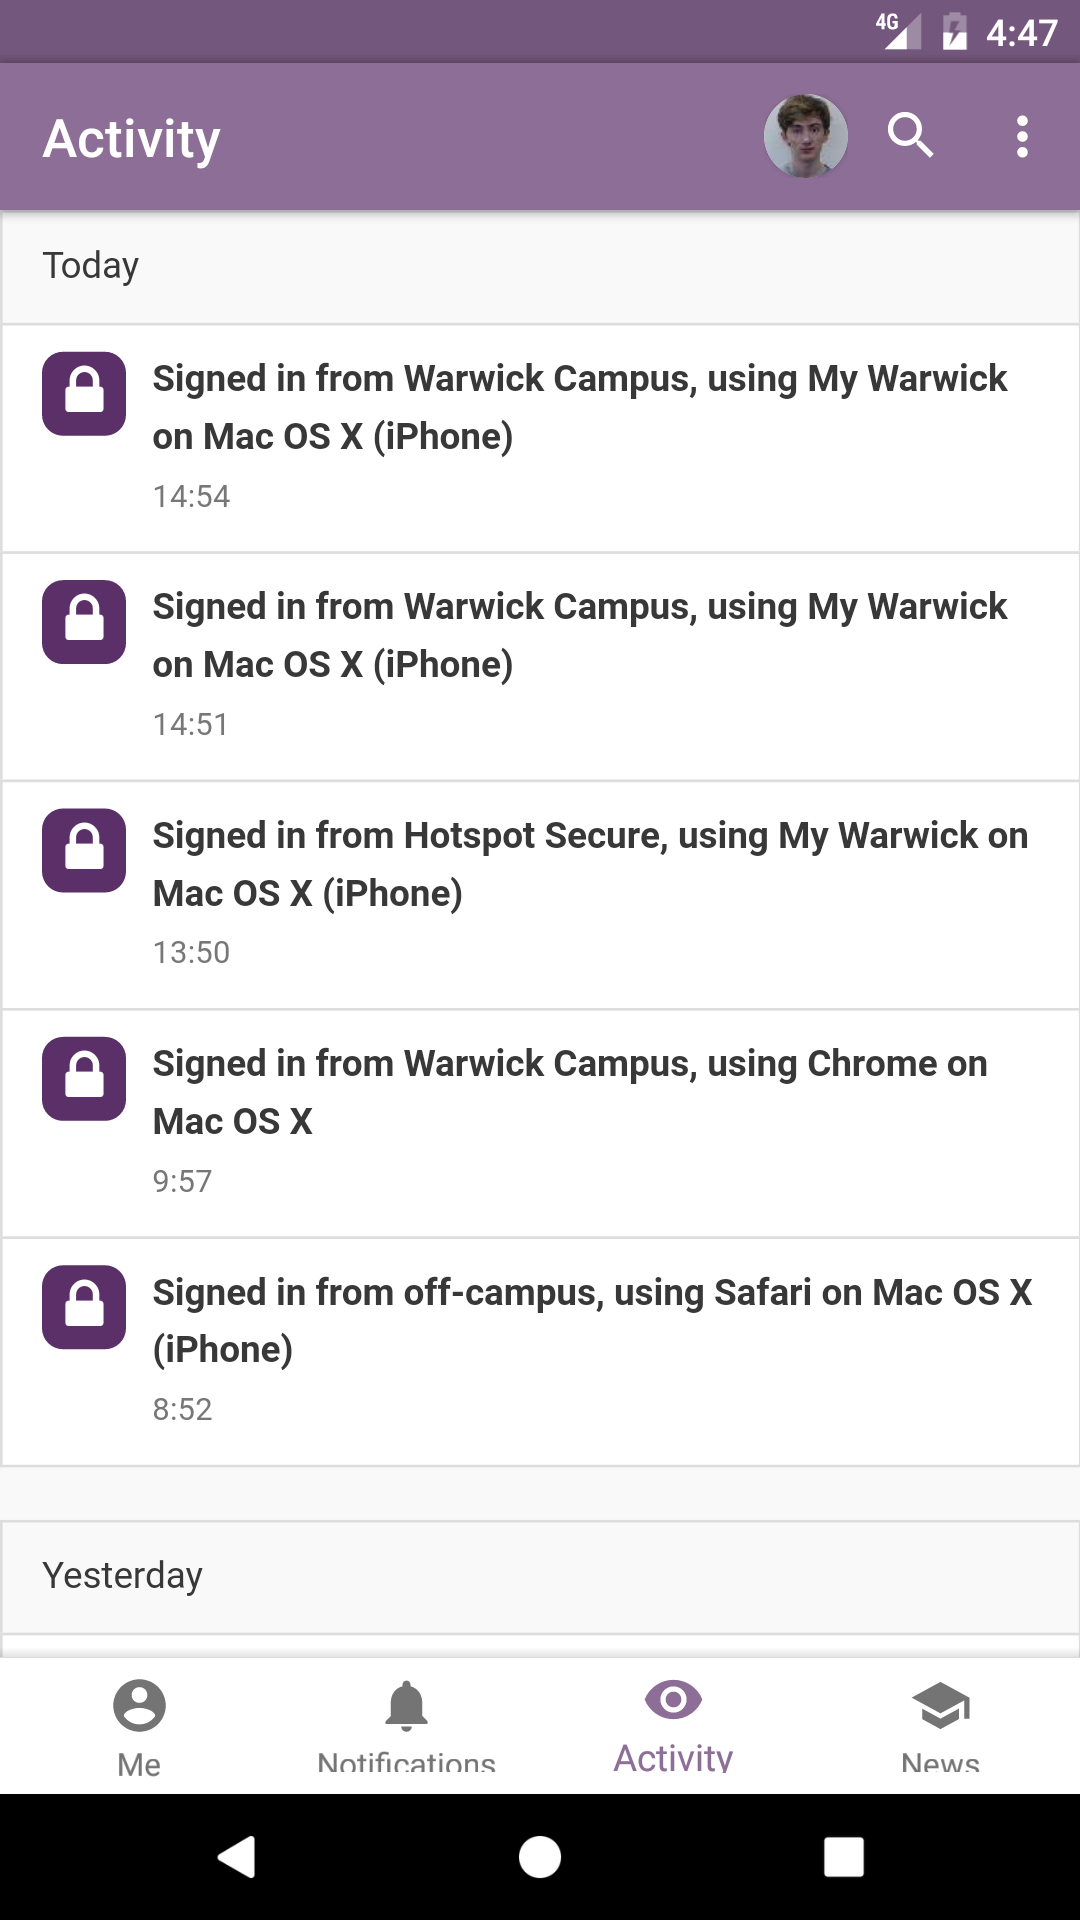 4G 4:47
Activity
Today
Signed in from Warwick Campus, using My Warwick
on Mac OS X (iPhone)
14:54
Signed in from Warwick Campus, using My Warwick
on Mac OS X (iPhone)
14:51
Signed in from Hotspot Secure, using My Warwick on
Mac OS X (iPhone)
13:50
Signed in from Warwick Campus, using Chrome on
Mac OS X
9:57
Signed in from off-campus, using Safari on Mac OS X
(iPhone)
8:52
Yesterday
Me Notifications Activity News